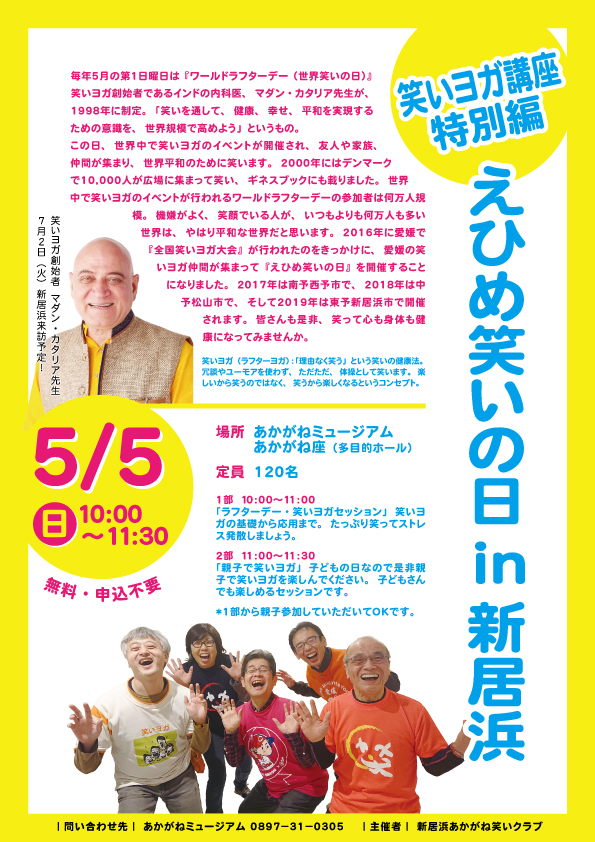 笑いヨガ講座
特別編
えひめ笑いの日 in 新居浜
毎年5月の第1日曜日は『ワールドラフターデー（世界笑いの日）』
笑いヨガ創始者であるインドの内科医、マダン・カタリア先生が、
1998年に制定。「笑いを通して、健康、幸せ、平和を実現する
ための意識を、世界規模で高めよう」というもの。
この日、世界中で笑いヨガのイベントが開催され、友人や家族、
仲間が集まり、世界平和のために笑います。2000年にはデンマーク
で10,000人が広場に集まって笑い、ギネスブックにも載りました。世界
中で笑いヨガのイベントが行われるワールドラフターデーの参加者は何万人規
模。機嫌がよく、笑顔でいる人が、いつもよりも何万人も多い
世界は、やはり平和な世界だと思います。2016年に愛媛で
『全国笑いヨガ大会』が行われたのをきっかけに、愛媛の笑
いヨガ仲間が集まって『えひめ笑いの日』を開催すること
になりました。2017年は南予西予市で、2018年は中
予松山市で、そして2019年は東予新居浜市で開催
されます。皆さんも是非、笑って心も身体も健
康になってみませんか。
笑いヨガ創始者 マダン・カタリア先生
7月2日（火）新居浜来訪予定！
笑いヨガ（ラフターヨガ）:「理由なく笑う」という笑いの健康法。
冗談やユーモアを使わず、ただただ、体操として笑います。楽
しいから笑うのではなく、笑うから楽しくなるというコンセプト。
5/5
日 10:00
～11:30
無料・申込不要
場所 あかがねミュージアム
あかがね座（多目的ホール）
定員 120名
1部 10:00～11:00
「ラフターデー・笑いヨガセッション」 笑いヨ
ガの基礎から応用まで。たっぷり笑ってストレ
ス発散しましょう。
2部 11:00～11:30
「親子で笑いヨガ」子どもの日なので是非親
子で笑いヨガを楽しんでください。子どもさん
でも楽しめるセッションです。
*1部から親子参加していただいてOKです。
笑いヨガ
|問い合わせ先| あかがねミュージアム 0897-31-0305 |主催者| 新居浜あかがね笑いクラブ